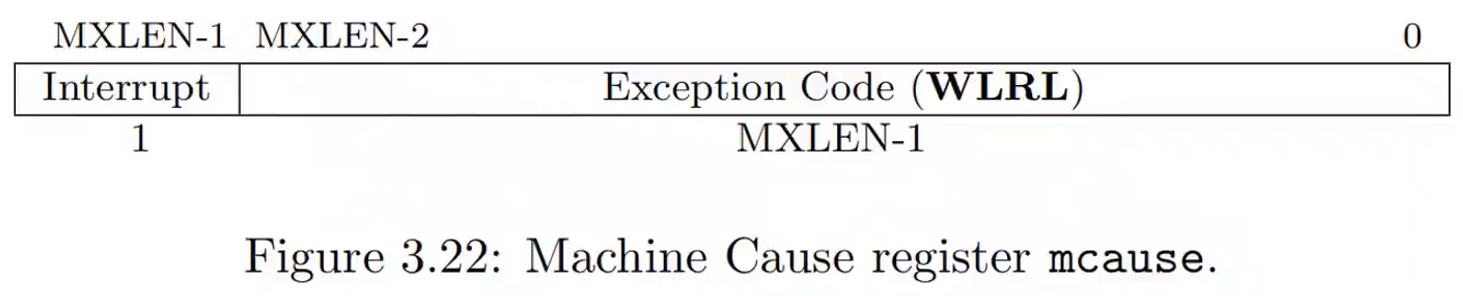 MXLEN-1 MXLEN-2 0
Interrupt Exception Code (WLRL)
1 MXLEN-1
Figure 3.22: Machine Cause register mcause.